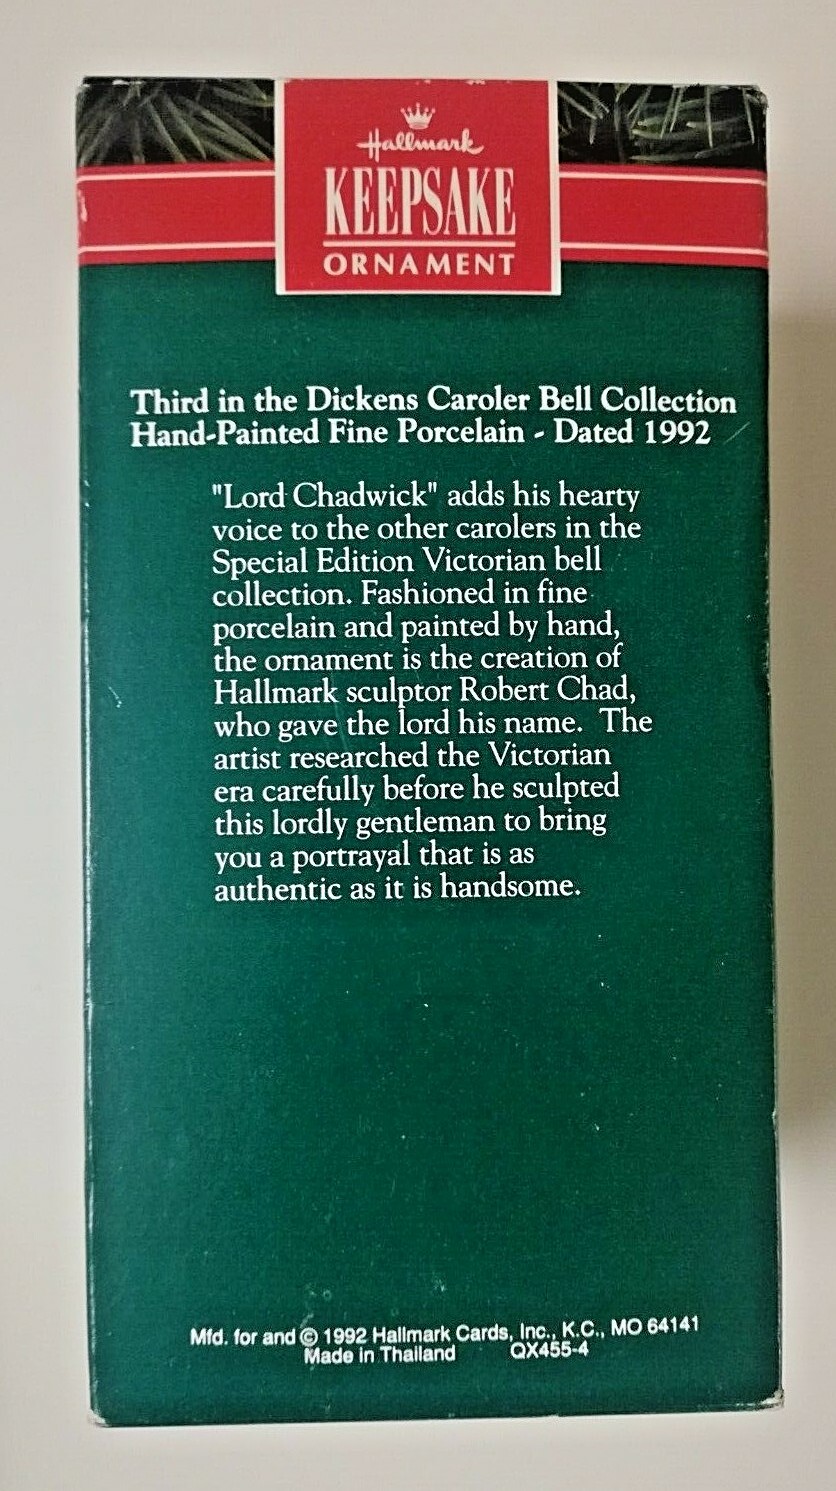 Hallmark
KEEPSAKE
ORNAMENT
Third in the Dickens Caroler Bell Collection
Hand-Painted Fine Porcelain - Dated 1992
"Lord Chadwick" adds his hearty
voice to the other carolers in the
Special Edition Victorian bell
collection. Fashioned in fine
porcelain and painted by hand,
the ornament is the creation of
Hallmark sculptor Robert Chad,
who gave the lord his name. The
artist researched the Victorian
era carefully before he sculpted
this lordly gentleman to bring
you a portrayal that is as
authentic as it is handsome.
Mfd. for and © 1992 Hallmark Cards, Inc., K.C., MO 64141
Made in Thailand QX455-4